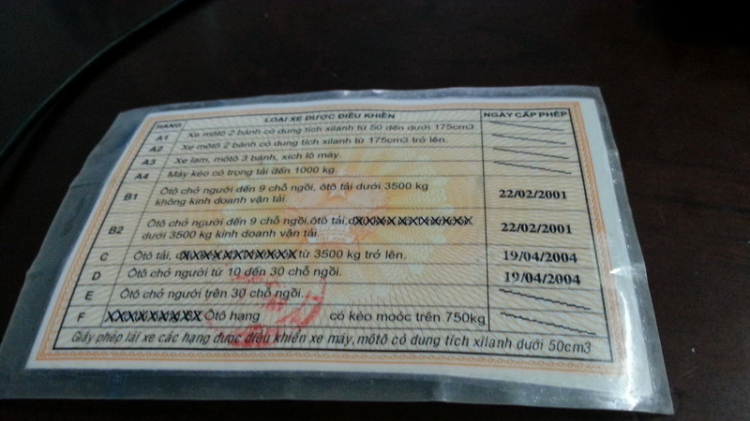 HẠNG LOẠI XE ĐƯỢC ĐIỀU KHIỂN NGÀY CẤP PHÉP
A1 Xe môtô 2 bánh có dung tích xilanh từ 50 đến dưới 175cm3
A2 Xe môtô 2 bánh có dung tích xilanh từ 175cm3 trở lên.
A3 Xe lam, môtô 3 bánh, xích lô máy.
A4 Máy kéo có trọng tải đến 1000 kg.
B1 Ôtô chở người đến 9 chỗ ngồi, ôtô tải dưới 3500 kg 22/02/2001
không kinh doanh vận tải.
B2 Ôtô chở người đến 9 chỗ ngồi, ôtô tải, 22/02/2001
dưới 3500 kg kinh doanh vận tải.
C Ôtô tải, từ 3500 kg trở lên. 19/04/2004
D Ôtô chở người từ 10 đến 30 chỗ ngồi. 19/04/2004
E Ôtô chở người trên 30 chỗ ngồi.
F XXXXXXXXX Ôtô hạng có kéo moóc trên 750kg
Giấy phép lái xe các hạng được điều khiển xe máy, môtô có dung tích xilanh dưới 50cm3